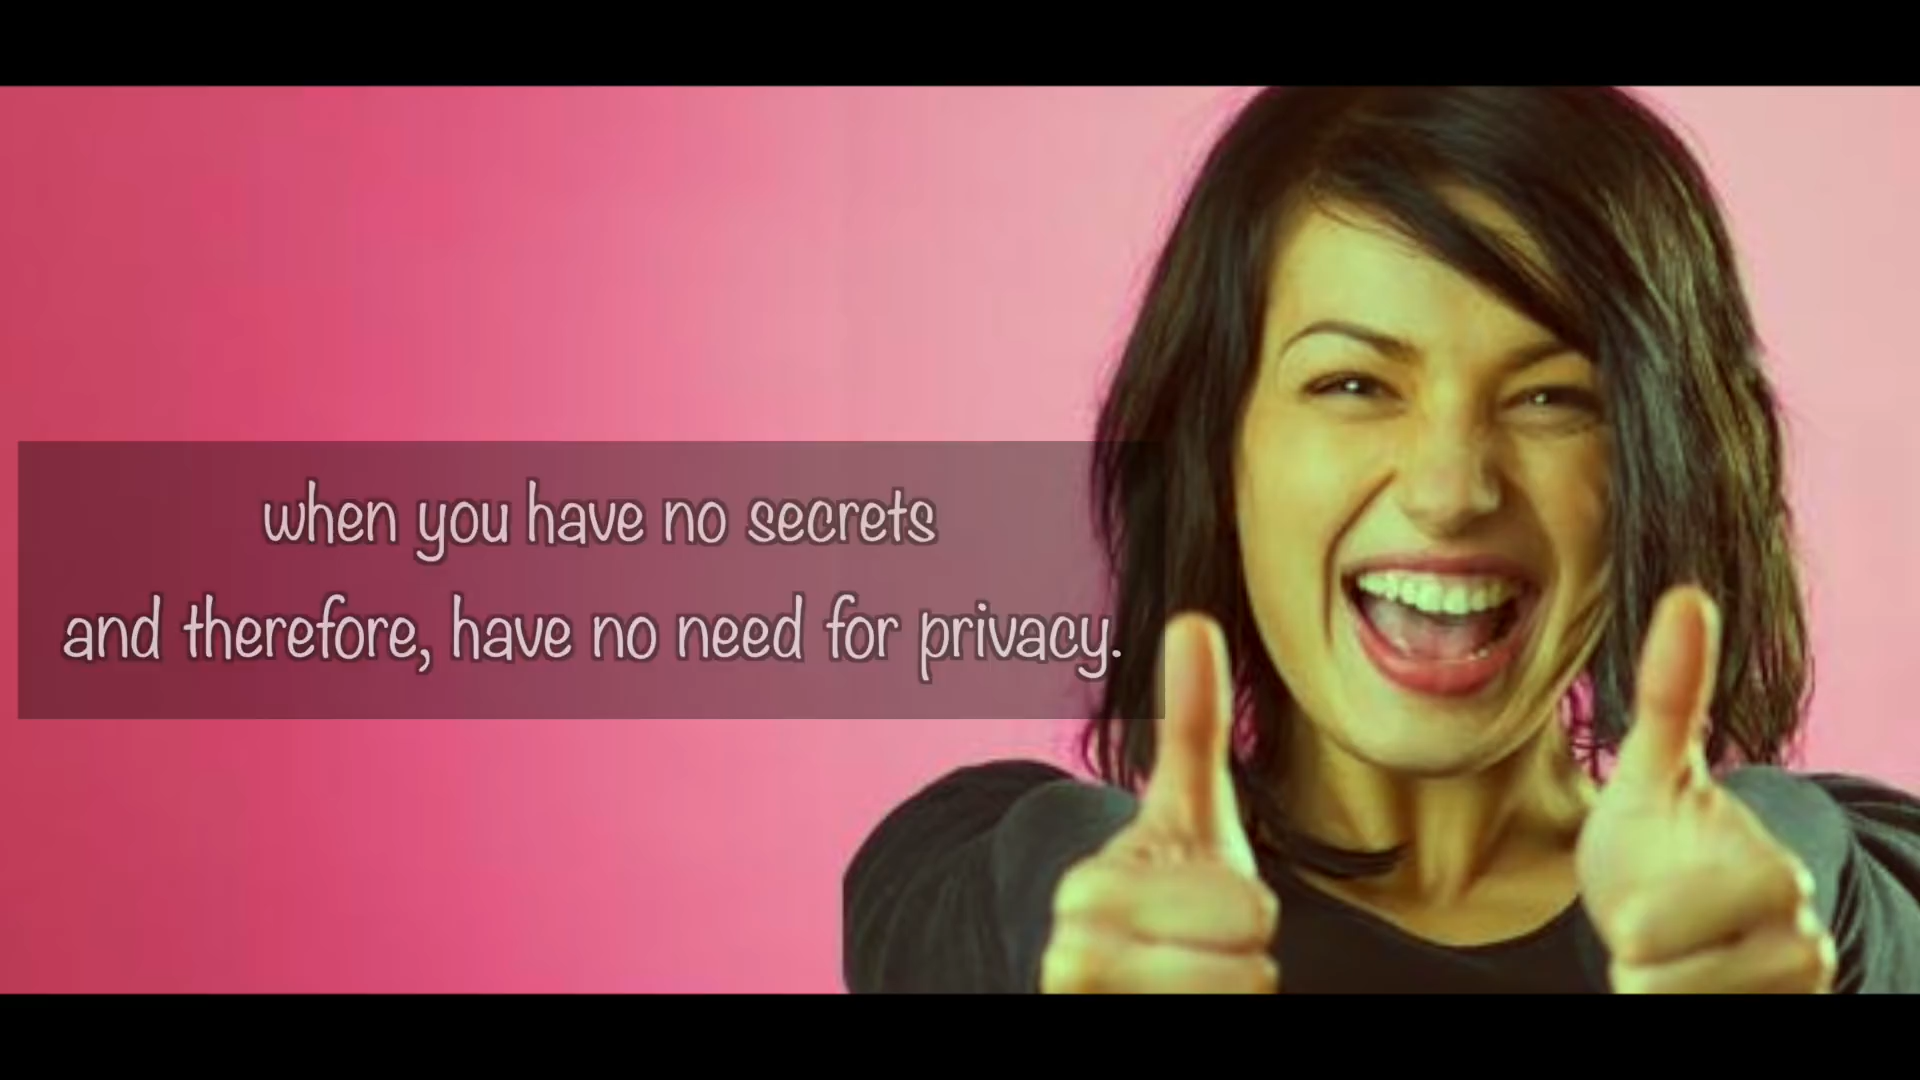 when you have no secrets
and therefore, have no need for privacy.